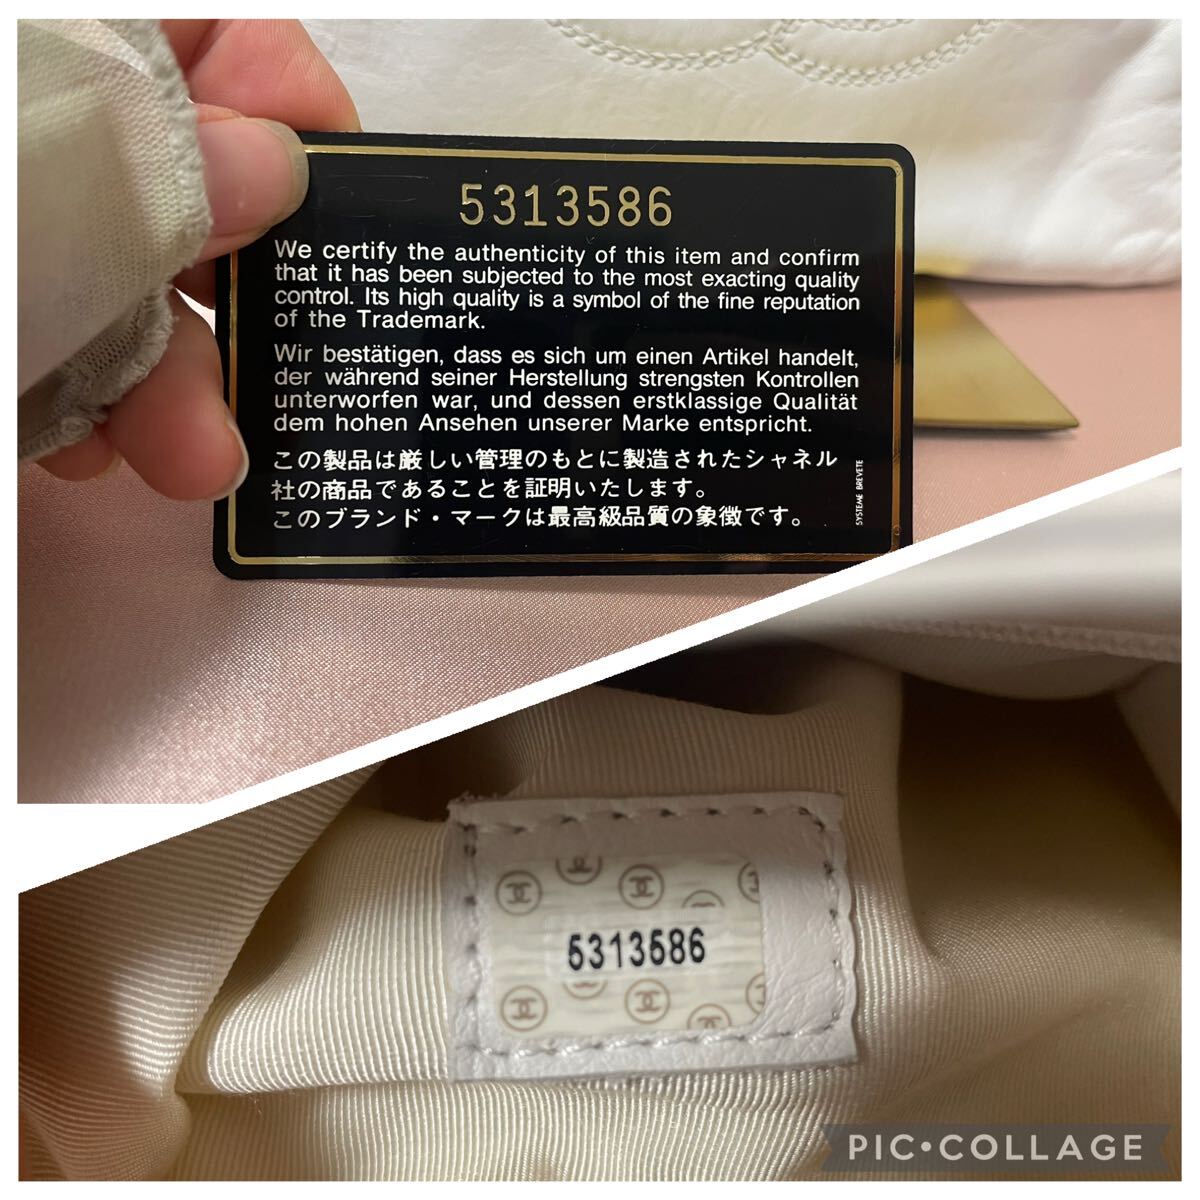 5313586
We certify the authenticity of this item and confirm
that it has been subjected to the most exacting quality
control. Its high quality is a symbol of the fine reputation
of the Trademark.
Wir bestätigen, dass es sich um einen Artikel handelt,
der während seiner Herstellung strengsten Kontrollen
unterworfen war, und dessen erstklassige Qualität
dem hohen Ansehen unserer Marke entspricht.
この製品は厳しい管理のもとに製造されたシャネル
社の商品であることを証明いたします。
このブランド・マークは最高級品質の象徴です。
SYSTEME BREVETE
5313586
PIC•COLLAGE